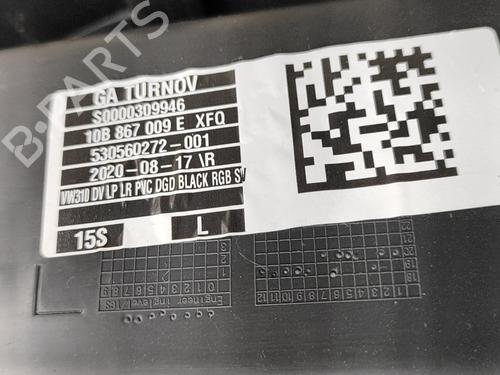 B-PARTS
GA TURNOV
S0000309946
10B 867 009 E XFQ
530560272-001
2020-08-17 \R
VW310 DV LP LR PVC DGD BLACK RGB SW
15S L
L